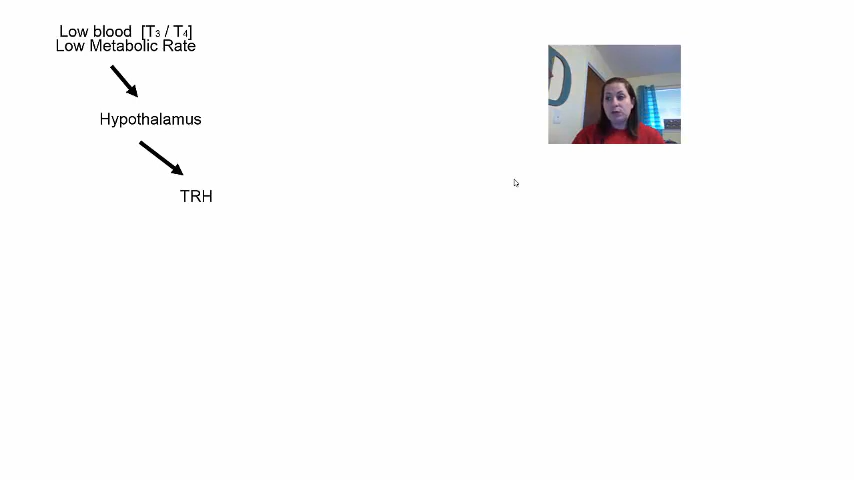 Low blood [T₃ / T₄]
Low Metabolic Rate
Hypothalamus
TRH